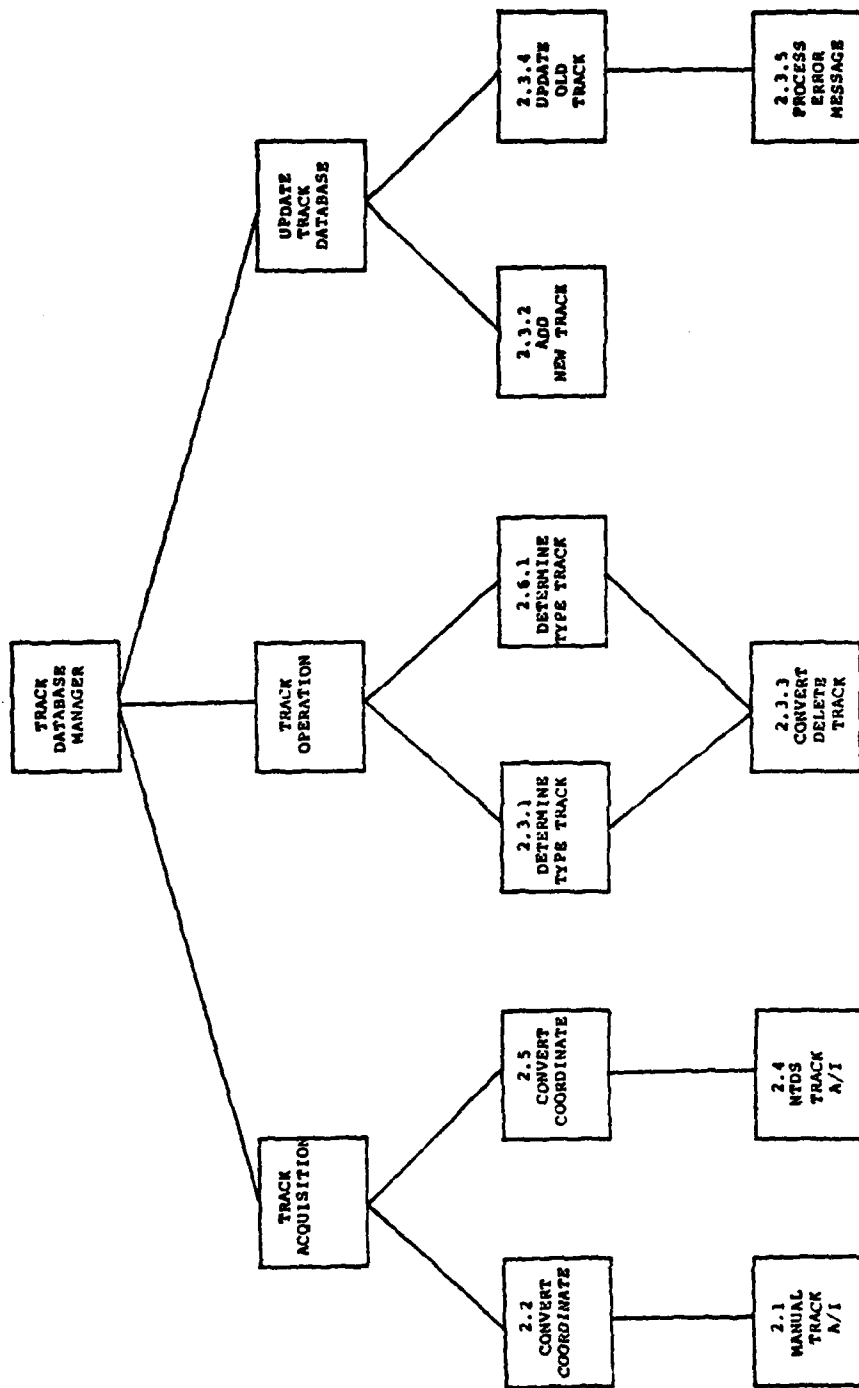 TRACK
DATABASE
MANAGER
TRACK
ACQUISITION
TRACK
OPERATION
UPDATE
TRACK
DATABASE
2.2
CONVERT
COORDINATE
2.5
CONVERT
COORDINATE
2.3.1
DETERMINE
TYPE TRACK
2.6.1
DETERMINE
TYPE TRACK
2.3.2
ADD
NEW TRACK
2.3.4
UPDATE
OLD
TRACK
2.1
MANUAL
TRACK
A/I
2.4
NTDS
TRACK
A/I
2.3.3
CONVERT
DELETE
TRACK
2.3.5
PROCESS
ERROR
MESSAGE